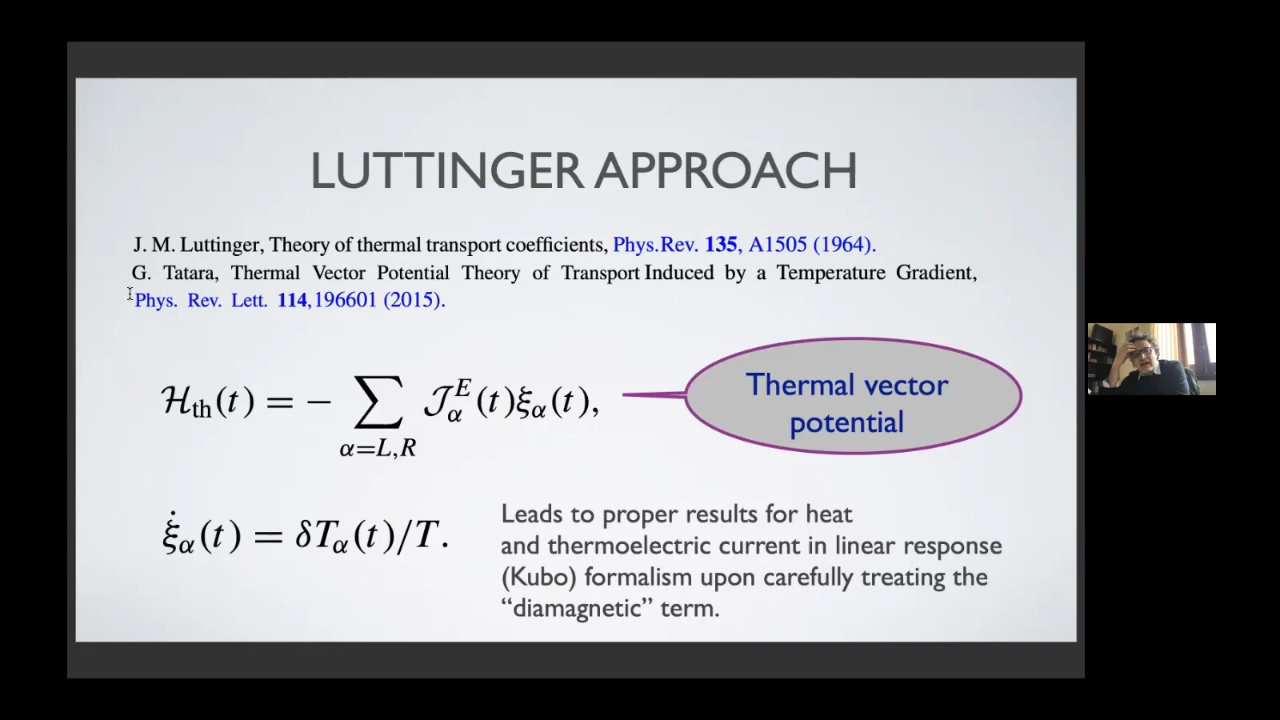 LUTTINGER APPROACH
J. M. Luttinger, Theory of thermal transport coefficients, Phys.Rev. 135, A1505 (1964).
G. Tatara, Thermal Vector Potential Theory of Transport Induced by a Temperature Gradient,
Phys. Rev. Lett. 114, 196601 (2015).
ℋ_th(t) = − ∑_{α=L,R} 𝒥_α^E(t)ξ_α(t),
Thermal vector
potential
ξ̇_α(t) = δT_α(t)/T.
Leads to proper results for heat
and thermoelectric current in linear response
(Kubo) formalism upon carefully treating the
“diamagnetic” term.